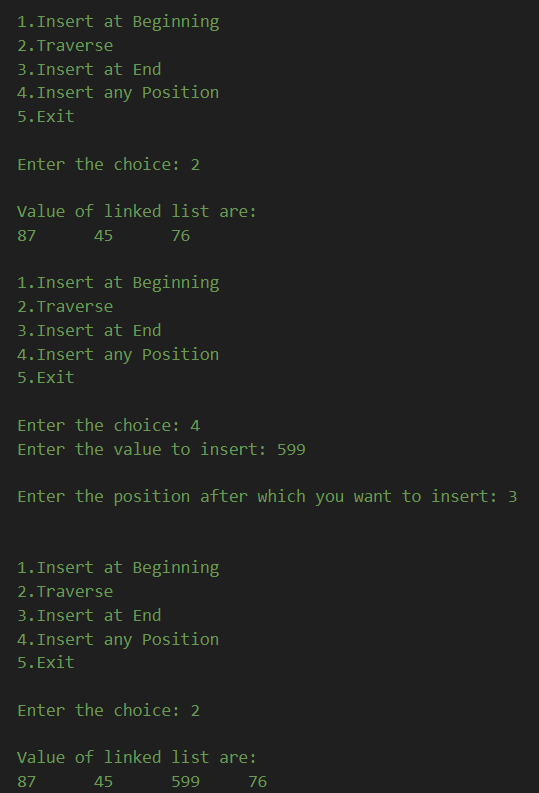 1.Insert at Beginning
2.Traverse
3.Insert at End
4.Insert any Position
5.Exit
Enter the choice: 2
Value of linked list are:
87 45 76
1.Insert at Beginning
2.Traverse
3.Insert at End
4.Insert any Position
5.Exit
Enter the choice: 4
Enter the value to insert: 599
Enter the position after which you want to insert: 3
1.Insert at Beginning
2.Traverse
3.Insert at End
4.Insert any Position
5.Exit
Enter the choice: 2
Value of linked list are:
87 45 599 76